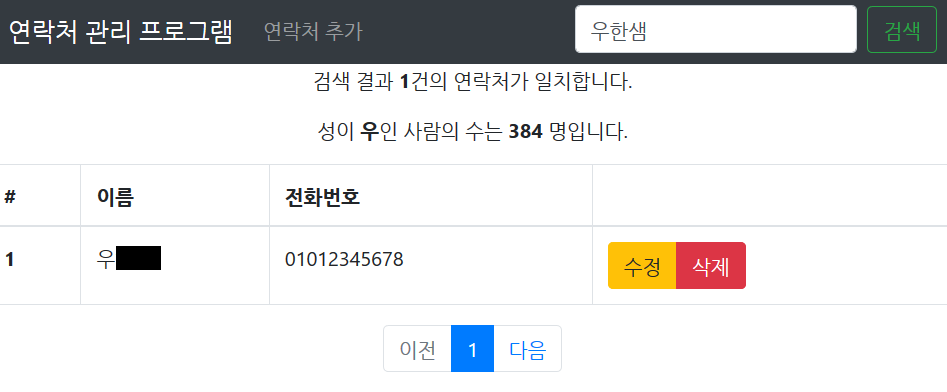 연락처 관리 프로그램 연락처 추가 우한샘 검색
검색 결과 1건의 연락처가 일치합니다.
성이 우인 사람의 수는 384 명입니다.
# 이름 전화번호
1 우 01012345678 수정 삭제
이전 1 다음